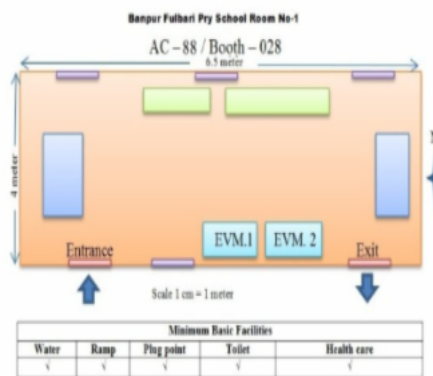 Banpur Fulbari Pry School Room No-1
AC – 88 / Booth – 028
6.5 meter
4 meter
EVM.1 EVM. 2
Entrance Exit
Scale 1 cm = 1 meter
Minimum Basic Facilities
Water Ramp Plug point Toilet Health care
√ √ √ √ √